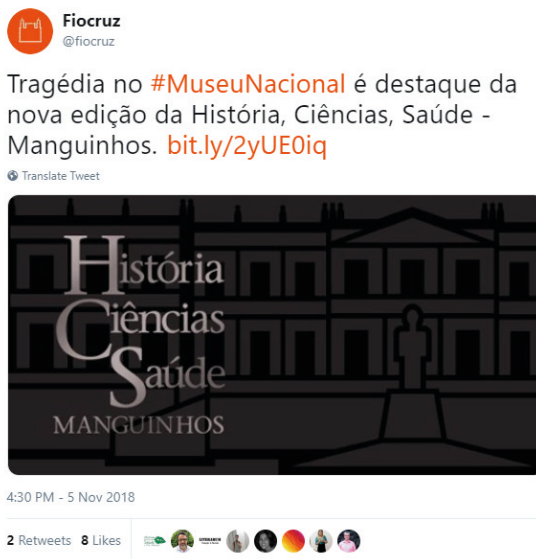 Fiocruz
@fiocruz
Tragédia no #MuseuNacional é destaque da
nova edição da História, Ciências, Saúde -
Manguinhos. bit.ly/2yUE0iq
Translate Tweet
História
Ciências
Saúde
MANGUINHOS
4:30 PM - 5 Nov 2018
2 Retweets 8 Likes